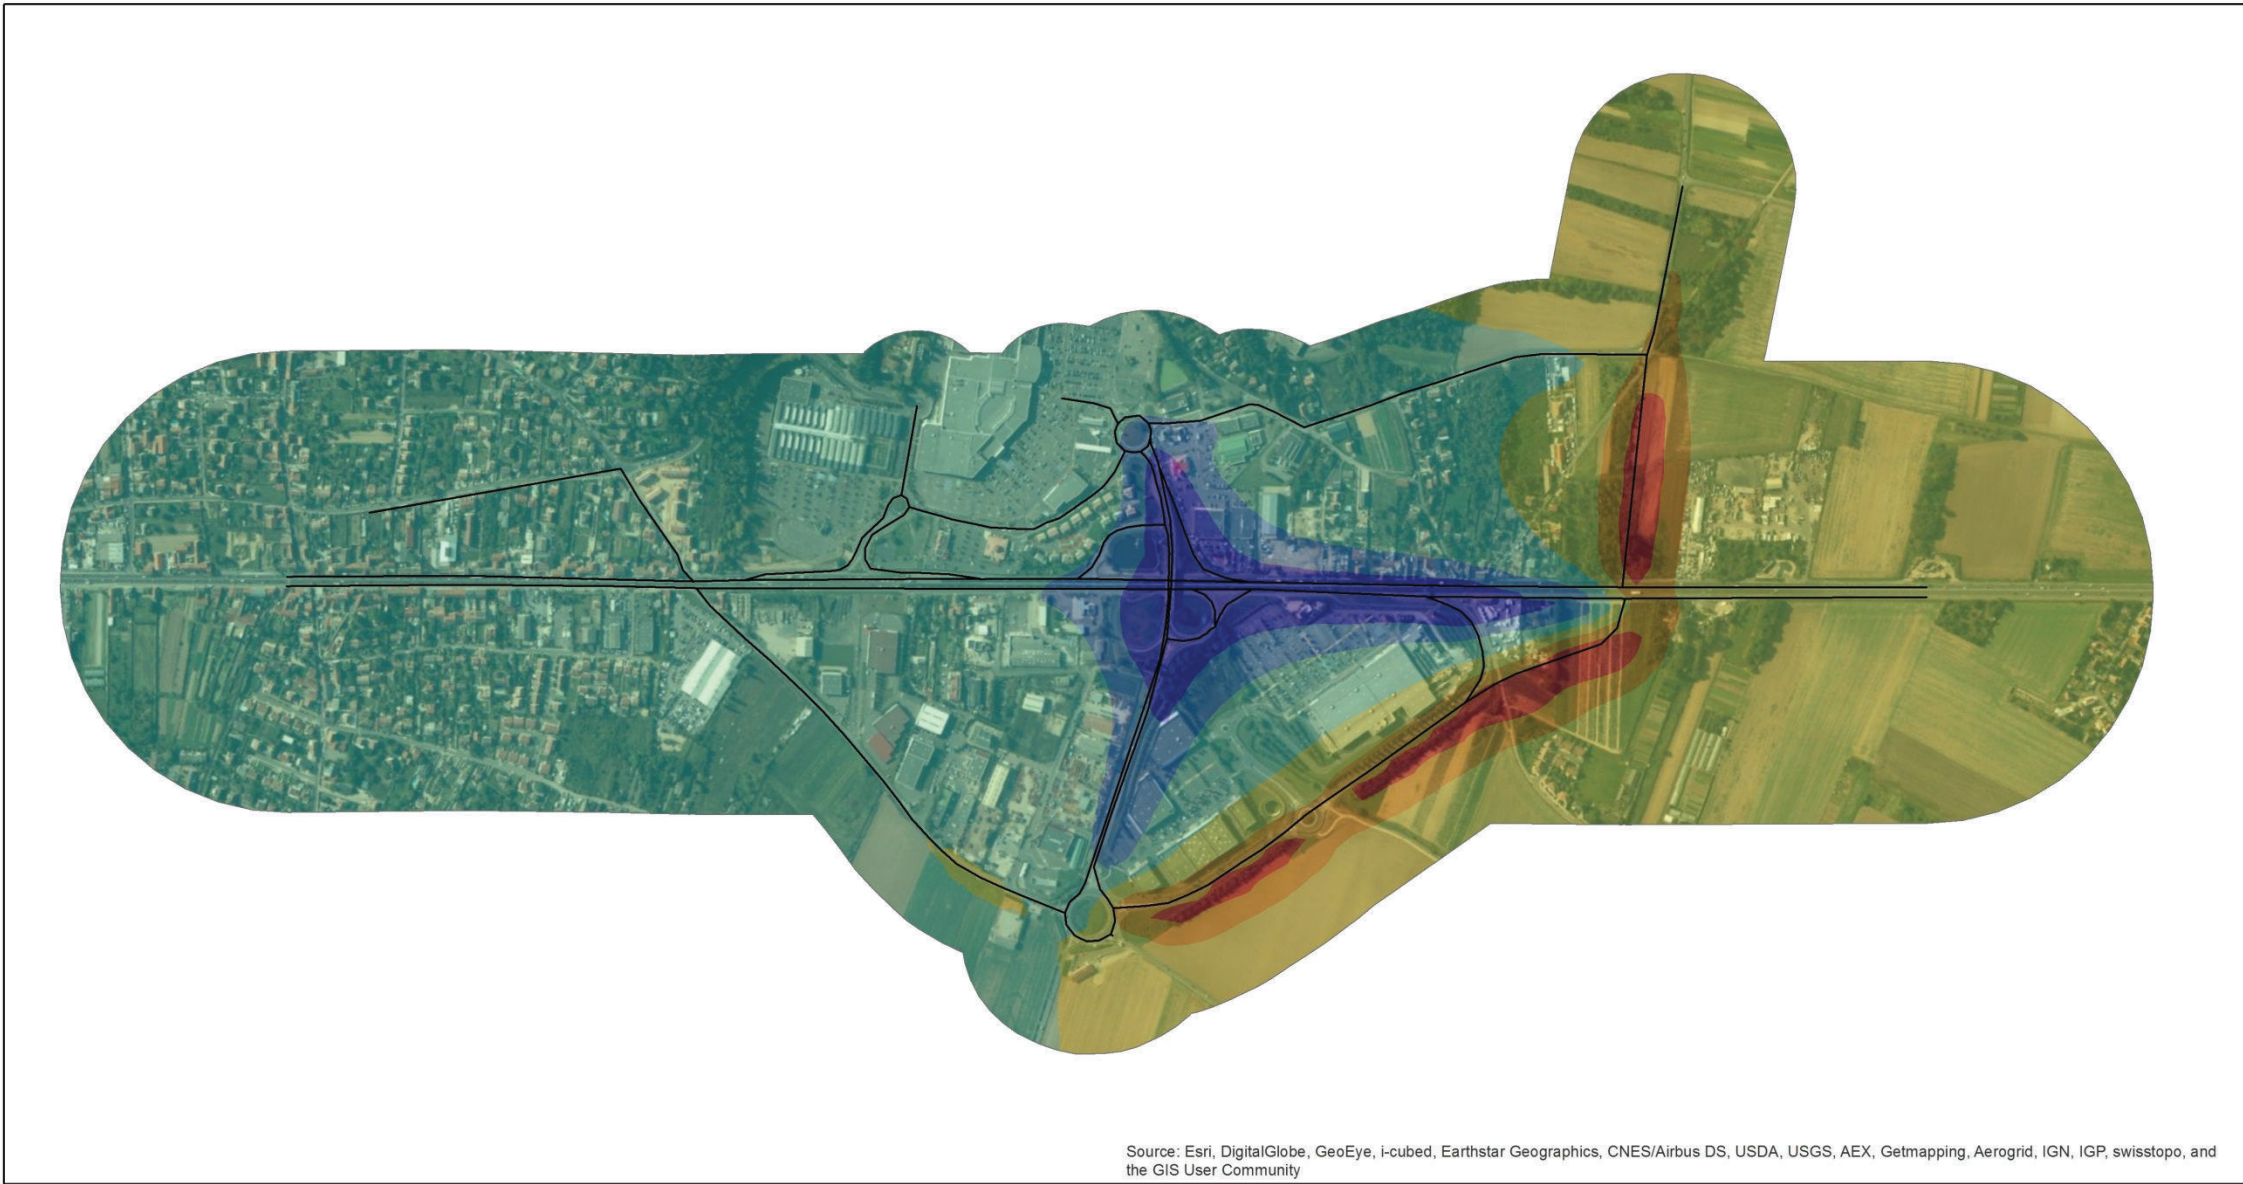 Source: Esri, DigitalGlobe, GeoEye, i-cubed, Earthstar Geographics, CNES/Airbus DS, USDA, USGS, AEX, Getmapping, Aerogrid, IGN, IGP, swisstopo, and
the GIS User Community